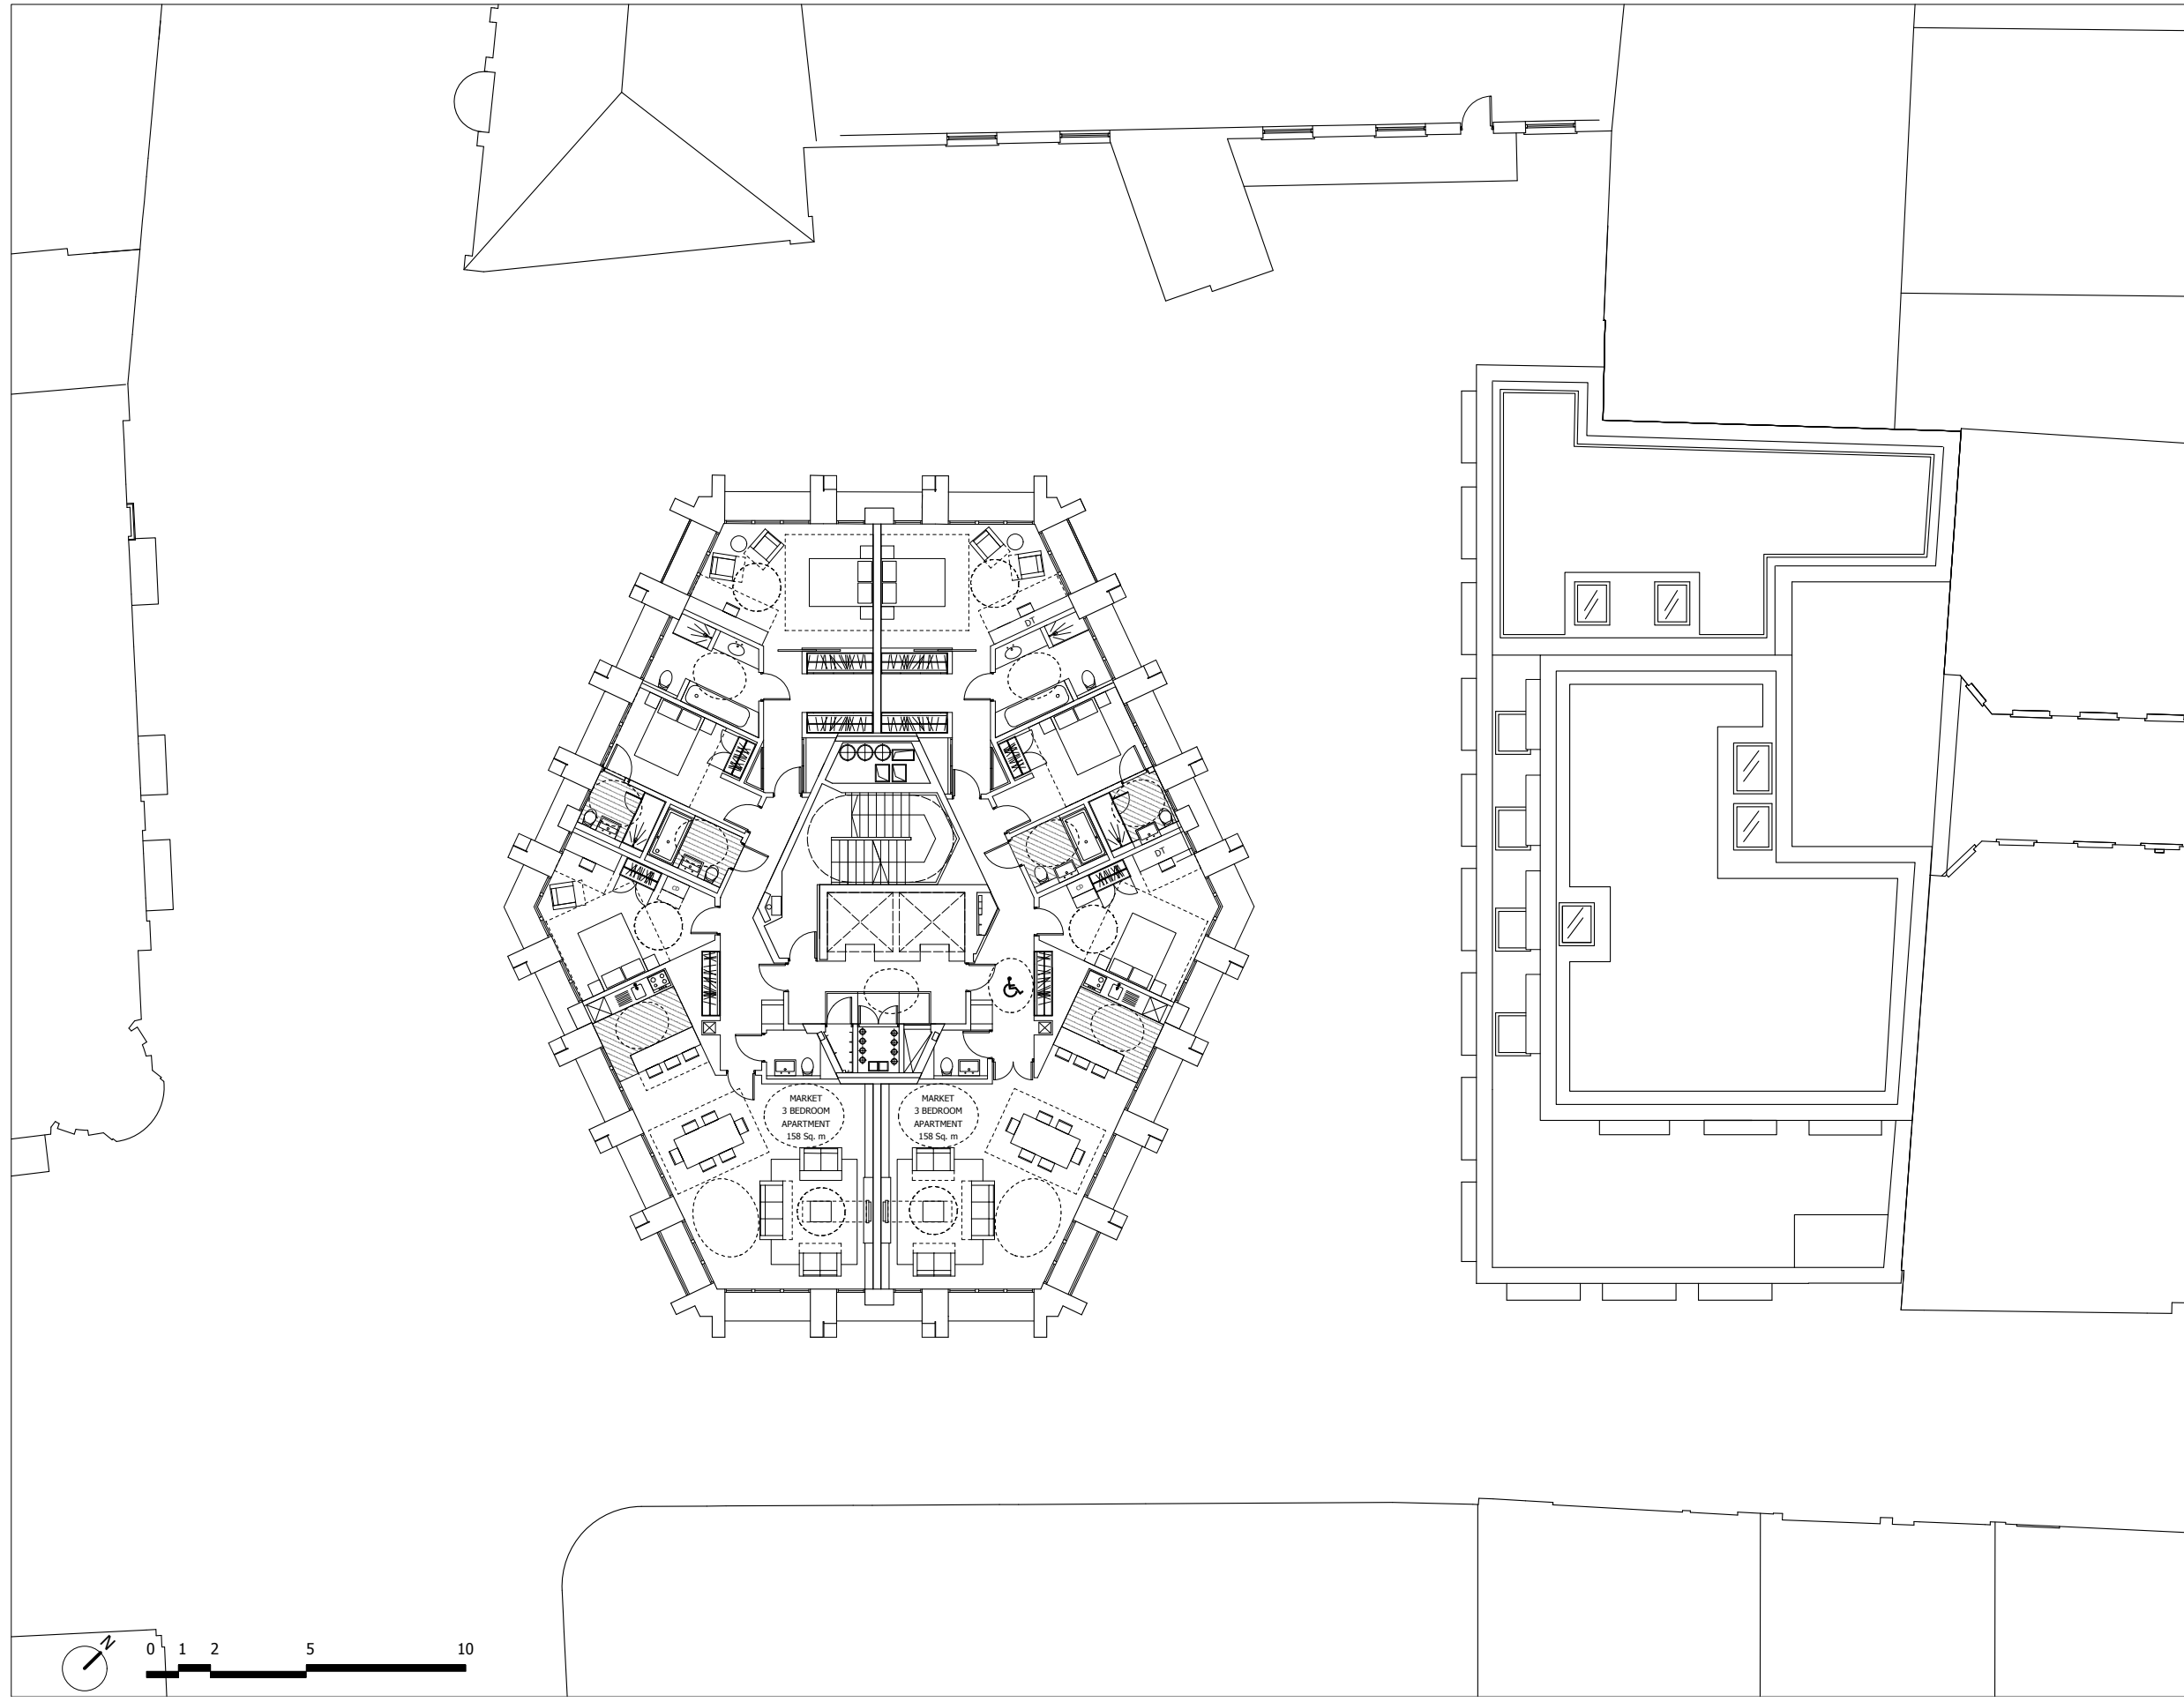 DT
DT
CD
CD
MARKET
3 BEDROOM
APARTMENT
158 Sq. m
MARKET
3 BEDROOM
APARTMENT
158 Sq. m
N
0 1 2 5 10